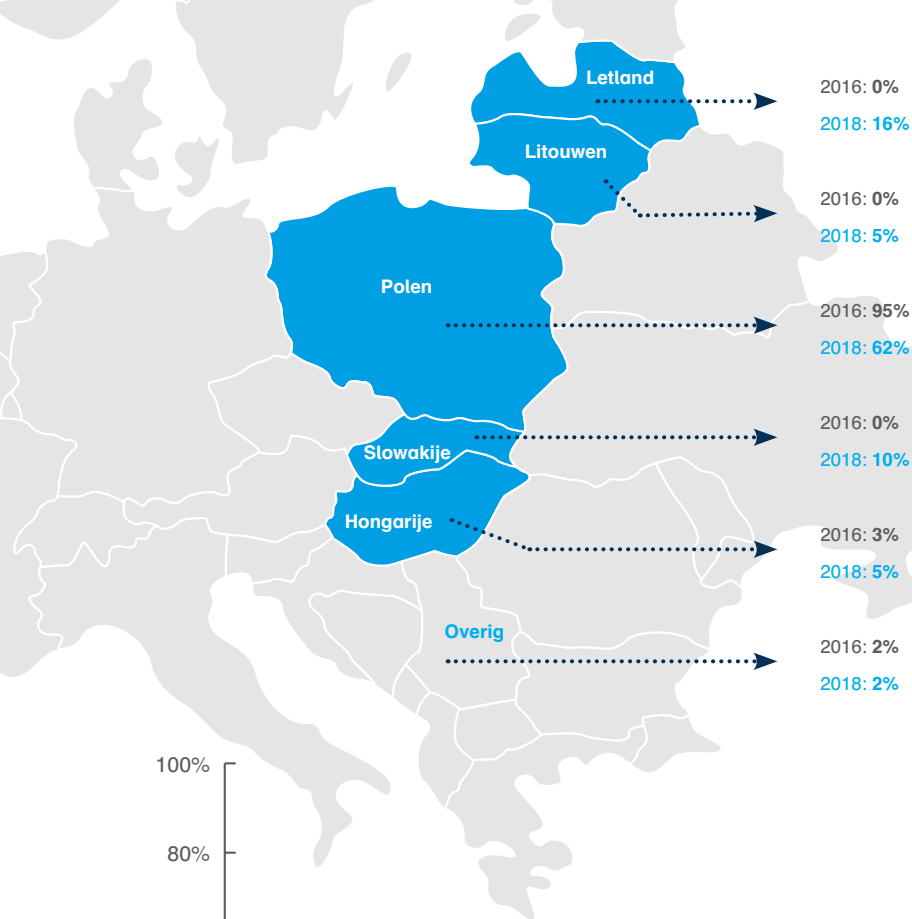 Letland
2016: 0%
2018: 16%
Litouwen
2016: 0%
2018: 5%
Polen
2016: 95%
2018: 62%
Slowakije
2016: 0%
2018: 10%
Hongarije
2016: 3%
2018: 5%
Overig
2016: 2%
2018: 2%
100%
80%